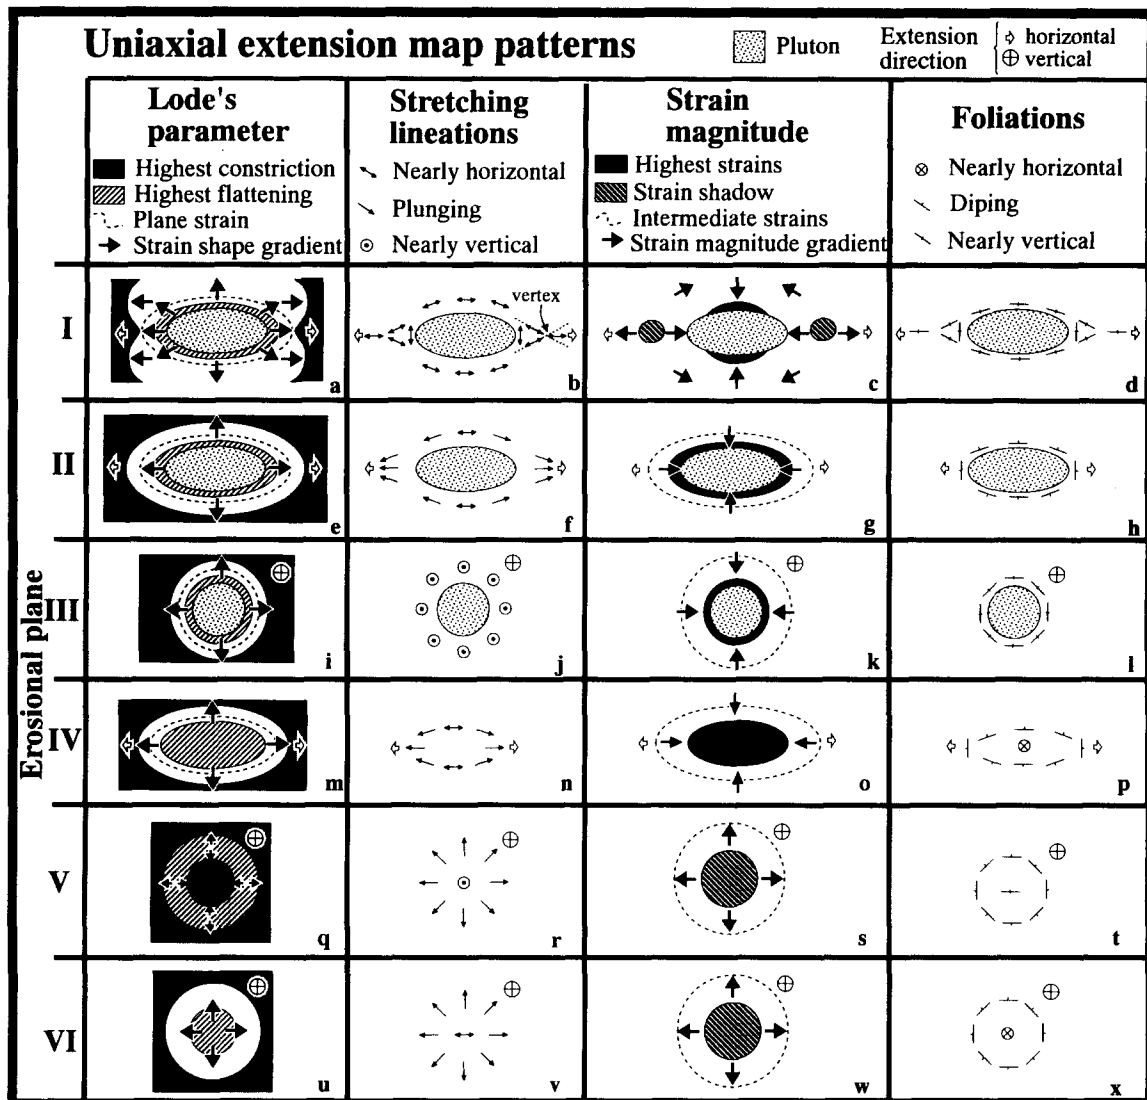 Uniaxial extension map patterns
Pluton
Extension direction
horizontal
vertical
Lode's parameter
Highest constriction
Highest flattening
Plane strain
Strain shape gradient
Stretching lineations
Nearly horizontal
Plunging
Nearly vertical
Strain magnitude
Highest strains
Strain shadow
Intermediate strains
Strain magnitude gradient
Foliations
Nearly horizontal
Diping
Nearly vertical
Erosional plane
I
a
vertex
b
c
d
II
e
f
g
h
III
i
j
k
l
IV
m
n
o
p
V
q
r
s
t
VI
u
v
w
x